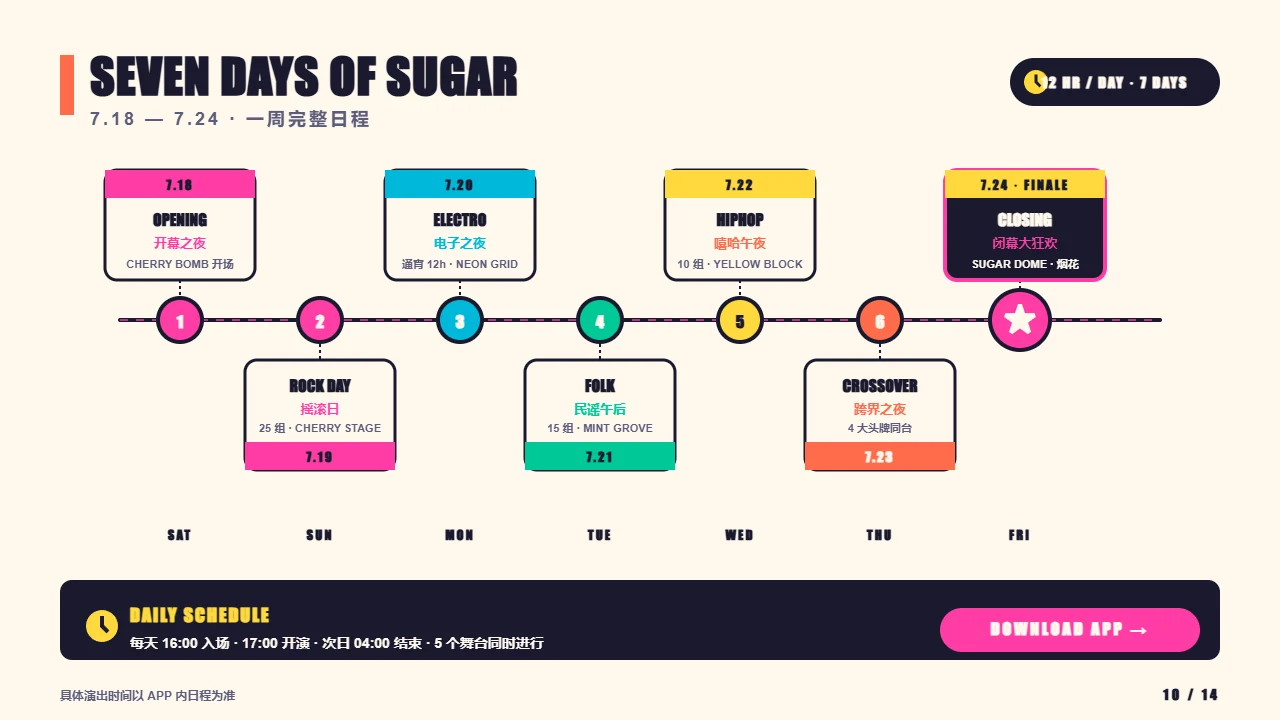 SEVEN DAYS OF SUGAR
7.18 — 7.24 · 一周完整日程
12 HR / DAY · 7 DAYS
7.18
OPENING
开幕之夜
CHERRY BOMB 开场
7.20
ELECTRO
电子之夜
通宵 12h · NEON GRID
7.22
HIPHOP
嘻哈午夜
10 组 · YELLOW BLOCK
7.24 · FINALE
CLOSING
闭幕大狂欢
SUGAR DOME · 烟花
1
2
3
4
5
6
ROCK DAY
摇滚日
25 组 · CHERRY STAGE
7.19
FOLK
民谣午后
15 组 · MINT GROVE
7.21
CROSSOVER
跨界之夜
4 大头牌同台
7.23
SAT
SUN
MON
TUE
WED
THU
FRI
DAILY SCHEDULE
每天 16:00 入场 · 17:00 开演 · 次日 04:00 结束 · 5 个舞台同时进行
DOWNLOAD APP →
具体演出时间以 APP 内日程为准
10 / 14